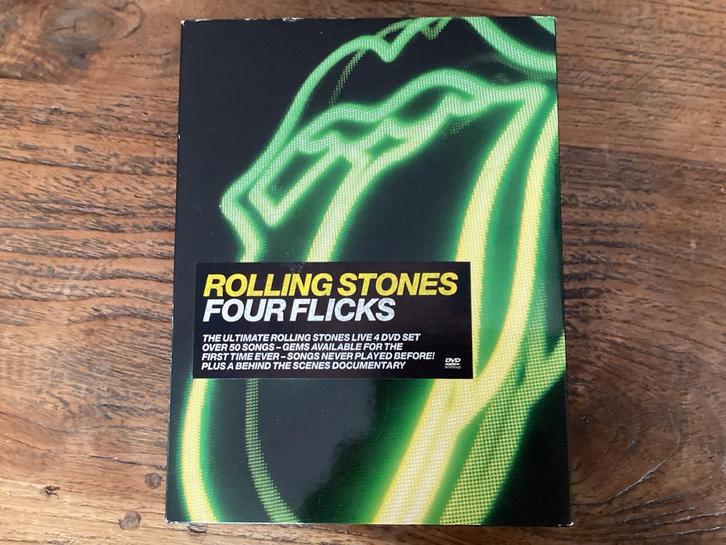 ROLLING STONES
FOUR FLICKS
THE ULTIMATE ROLLING STONES LIVE 4 DVD SET
OVER 50 SONGS – GEMS AVAILABLE FOR THE
FIRST TIME EVER – SONGS NEVER PLAYED BEFORE!
PLUS A BEHIND THE SCENES DOCUMENTARY
DVD